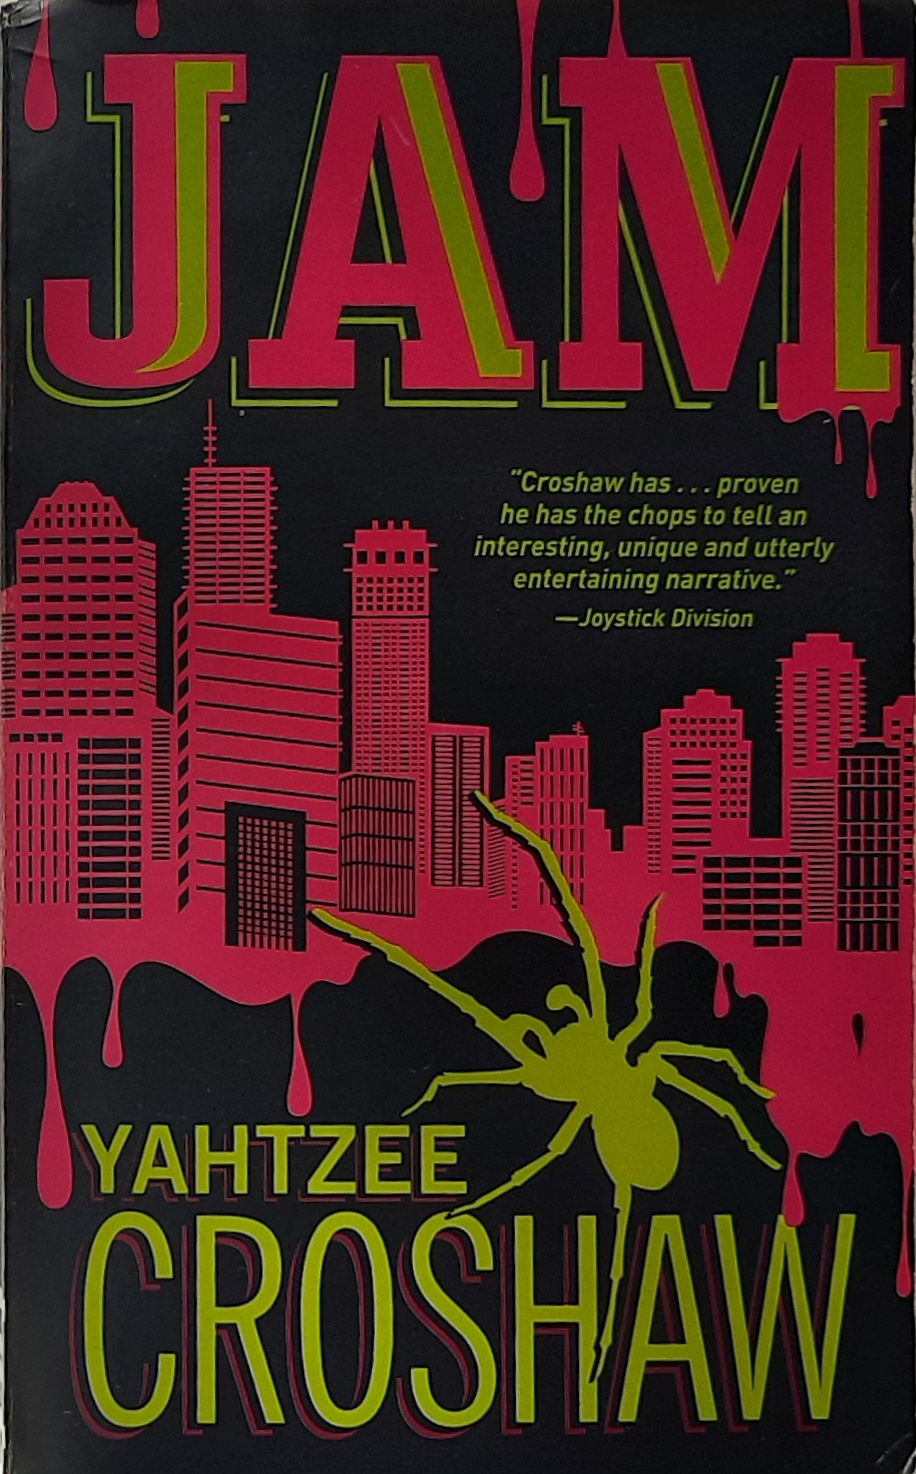 JAM
"Croshaw has . . . proven
he has the chops to tell an
interesting, unique and utterly
entertaining narrative."
—Joystick Division
YAHTZEE
CROSHAW